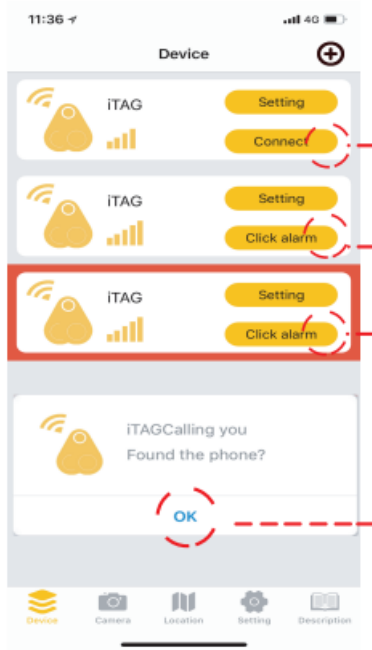 11:36 4G
Device
iTAG
Setting
Connect
iTAG
Setting
Click alarm
iTAG
Setting
Click alarm
iTAGCalling you
Found the phone?
OK
Device Camera Location Setting Description